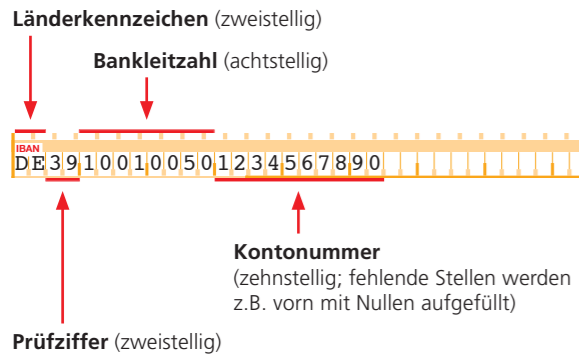 Länderkennzeichen (zweistellig)
Bankleitzahl (achtstellig)
IBAN
DE39100100501234567890
Kontonummer
(zehnstellig; fehlende Stellen werden
z.B. vorn mit Nullen aufgefüllt)
Prüfziffer (zweistellig)